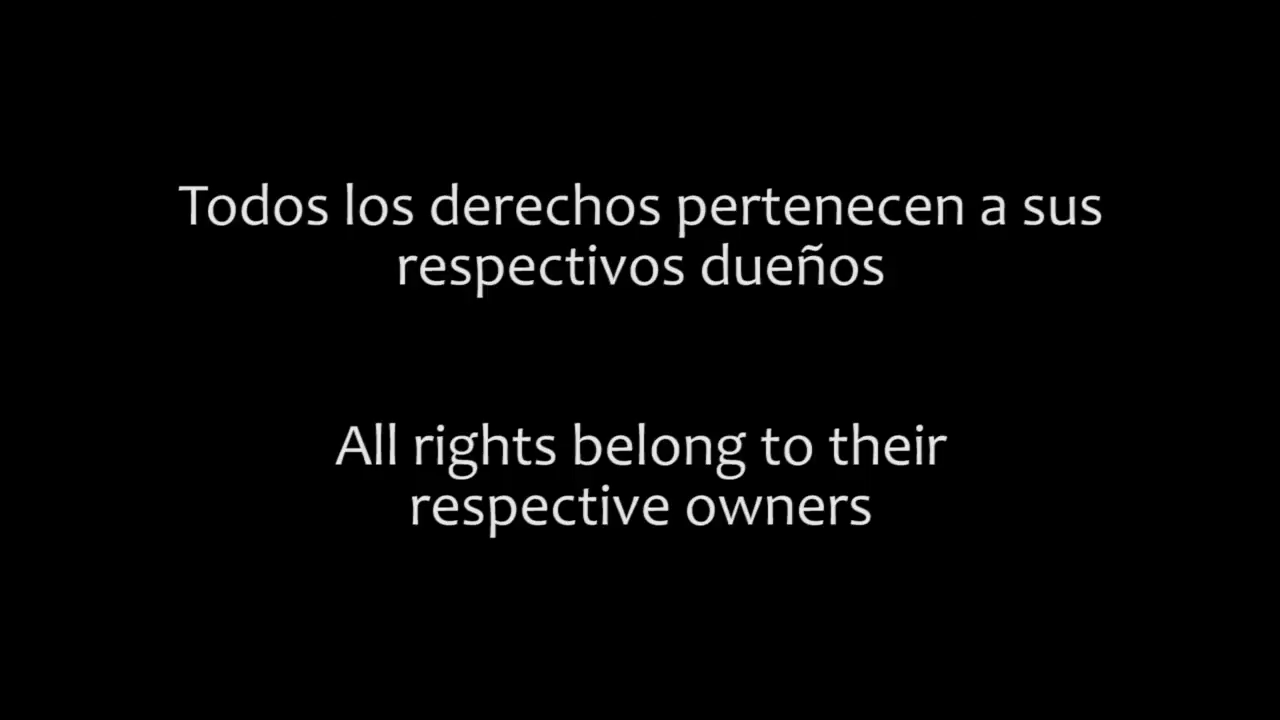 Todos los derechos pertenecen a sus
respectivos dueños
All rights belong to their
respective owners